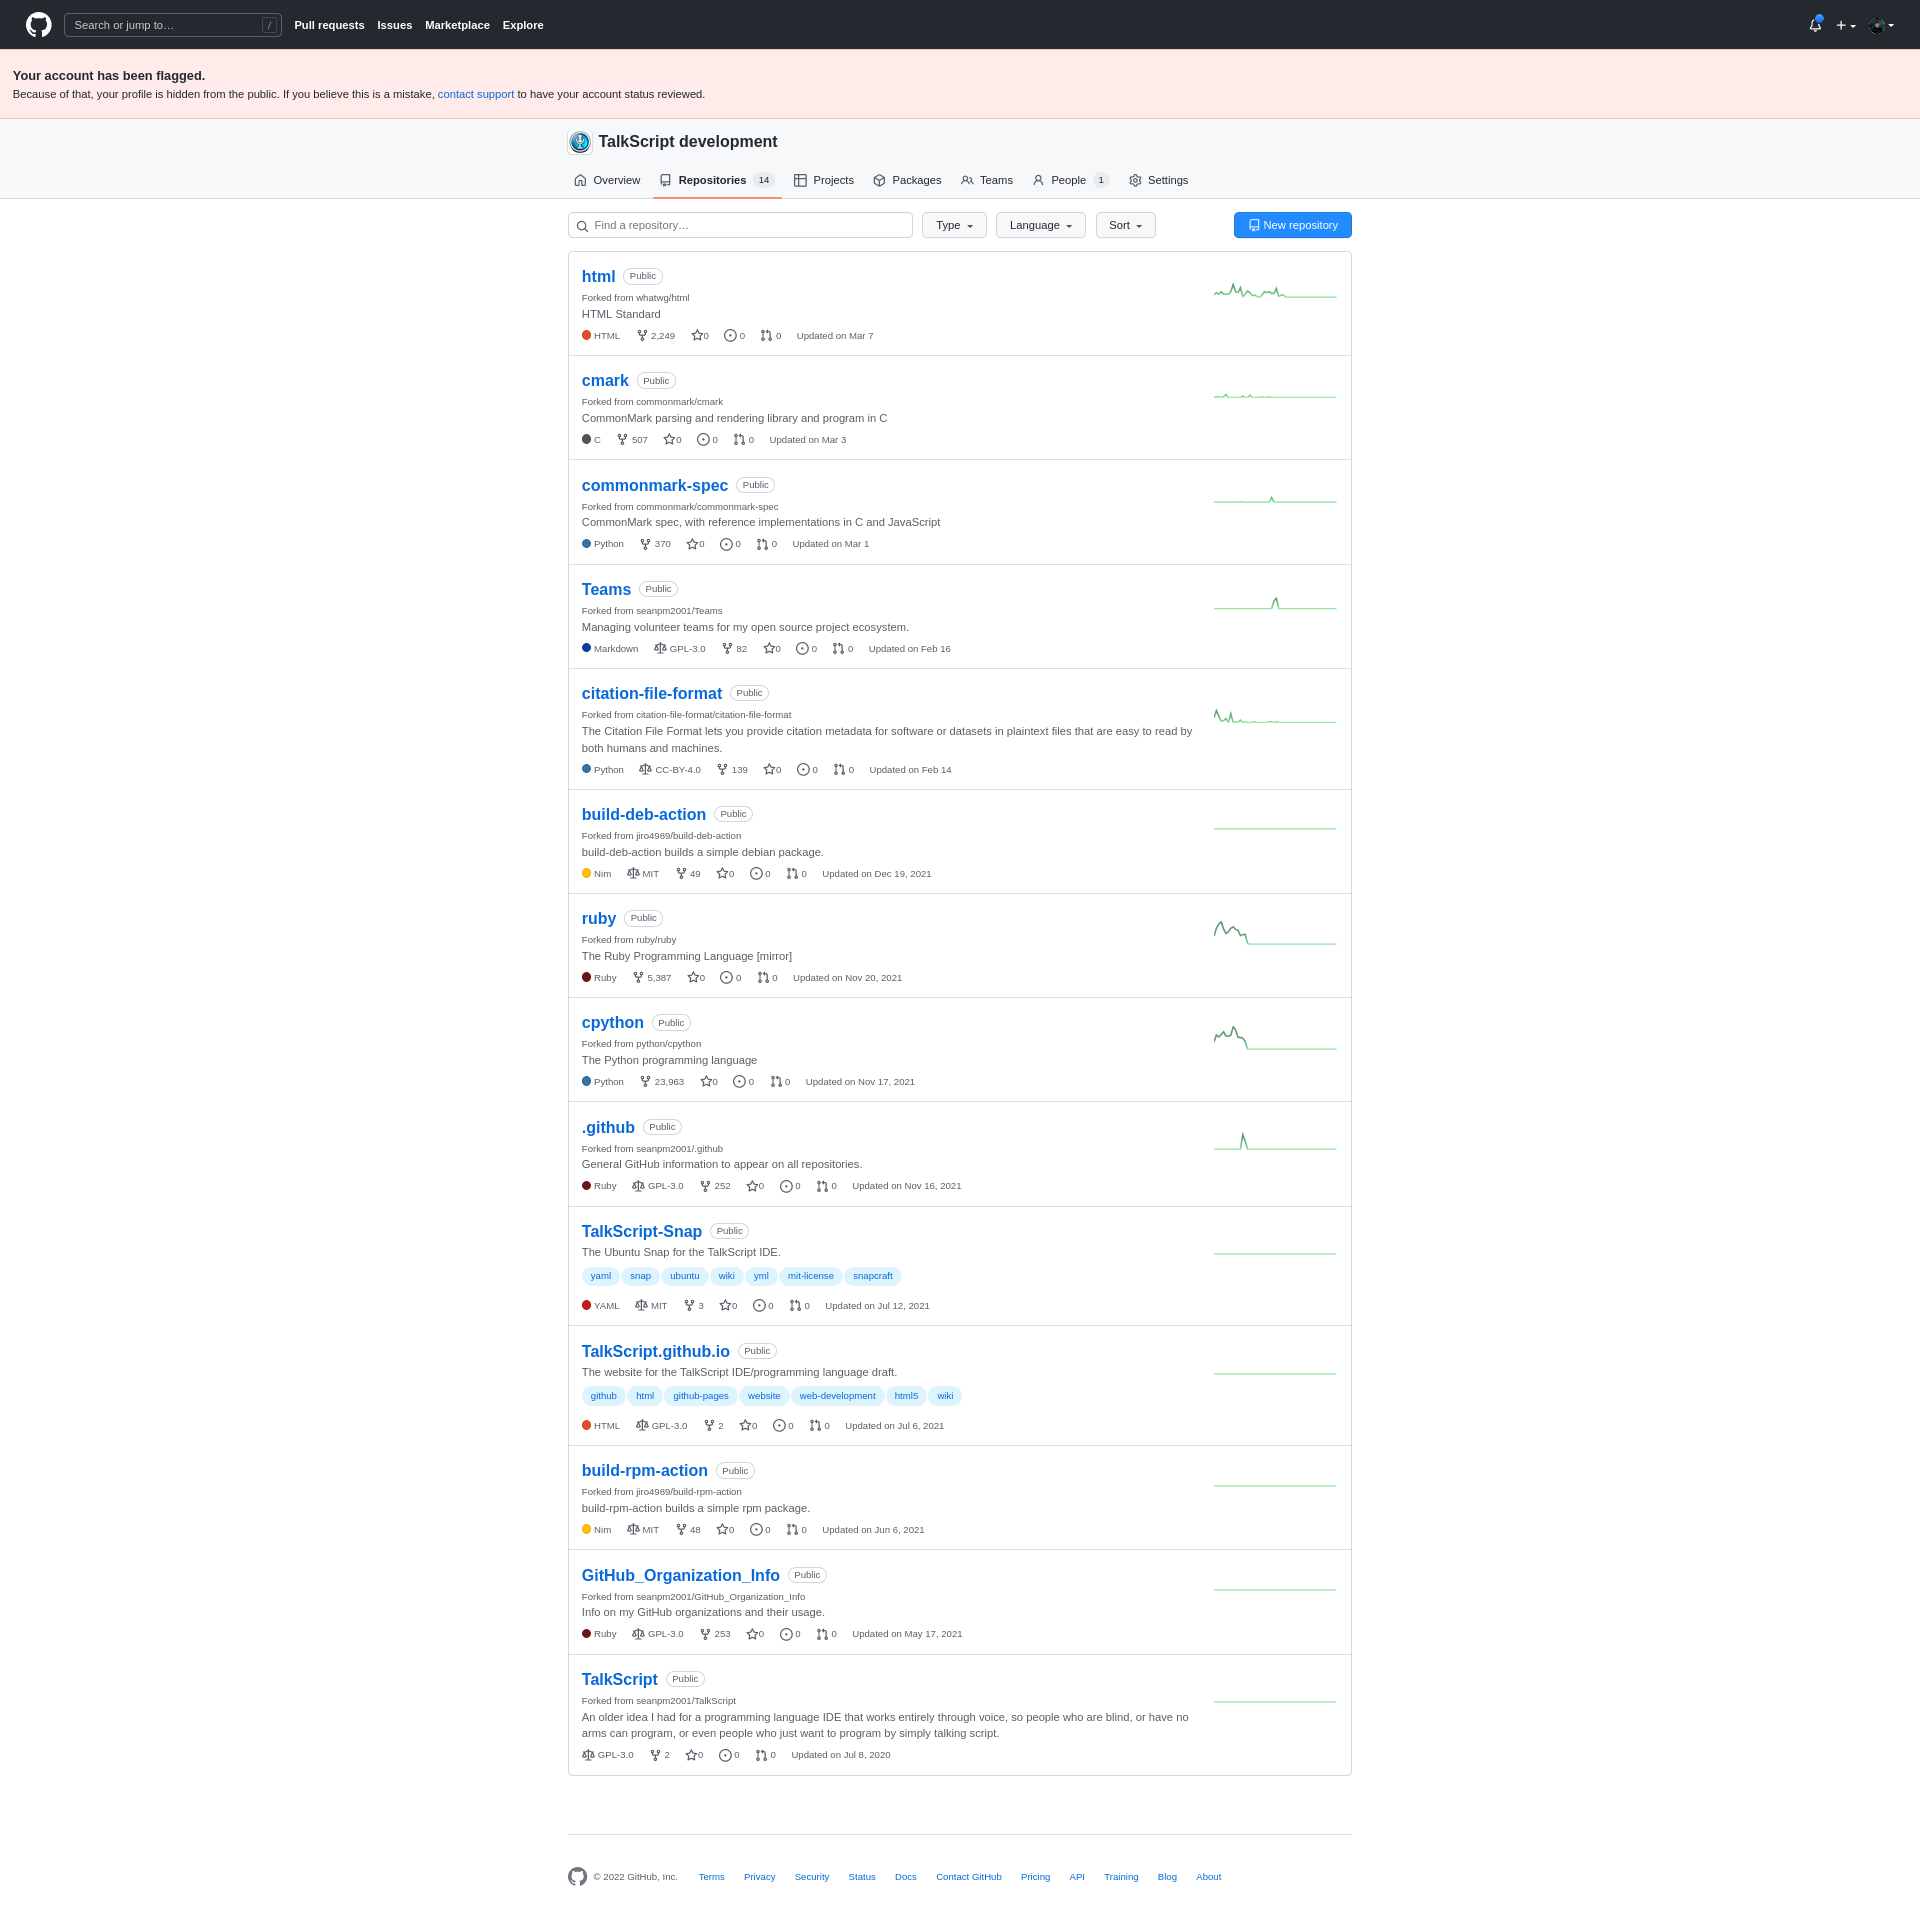 Search or jump to… /
Pull requests Issues Marketplace Explore
Your account has been flagged.
Because of that, your profile is hidden from the public. If you believe this is a mistake, contact support to have your account status reviewed.
TalkScript development
Overview Repositories 14 Projects Packages Teams People 1 Settings
Find a repository… Type Language Sort New repository
html Public
Forked from whatwg/html
HTML Standard
HTML 2,249 0 0 0 Updated on Mar 7
cmark Public
Forked from commonmark/cmark
CommonMark parsing and rendering library and program in C
C 507 0 0 0 Updated on Mar 3
commonmark-spec Public
Forked from commonmark/commonmark-spec
CommonMark spec, with reference implementations in C and JavaScript
Python 370 0 0 0 Updated on Mar 1
Teams Public
Forked from seanpm2001/Teams
Managing volunteer teams for my open source project ecosystem.
Markdown GPL-3.0 82 0 0 0 Updated on Feb 16
citation-file-format Public
Forked from citation-file-format/citation-file-format
The Citation File Format lets you provide citation metadata for software or datasets in plaintext files that are easy to read by
both humans and machines.
Python CC-BY-4.0 139 0 0 0 Updated on Feb 14
build-deb-action Public
Forked from jiro4989/build-deb-action
build-deb-action builds a simple debian package.
Nim MIT 49 0 0 0 Updated on Dec 19, 2021
ruby Public
Forked from ruby/ruby
The Ruby Programming Language [mirror]
Ruby 5,387 0 0 0 Updated on Nov 20, 2021
cpython Public
Forked from python/cpython
The Python programming language
Python 23,963 0 0 0 Updated on Nov 17, 2021
.github Public
Forked from seanpm2001/.github
General GitHub information to appear on all repositories.
Ruby GPL-3.0 252 0 0 0 Updated on Nov 16, 2021
TalkScript-Snap Public
The Ubuntu Snap for the TalkScript IDE.
yaml snap ubuntu wiki yml mit-license snapcraft
YAML MIT 3 0 0 0 Updated on Jul 12, 2021
TalkScript.github.io Public
The website for the TalkScript IDE/programming language draft.
github html github-pages website web-development html5 wiki
HTML GPL-3.0 2 0 0 0 Updated on Jul 6, 2021
build-rpm-action Public
Forked from jiro4989/build-rpm-action
build-rpm-action builds a simple rpm package.
Nim MIT 48 0 0 0 Updated on Jun 6, 2021
GitHub_Organization_Info Public
Forked from seanpm2001/GitHub_Organization_Info
Info on my GitHub organizations and their usage.
Ruby GPL-3.0 253 0 0 0 Updated on May 17, 2021
TalkScript Public
Forked from seanpm2001/TalkScript
An older idea I had for a programming language IDE that works entirely through voice, so people who are blind, or have no
arms can program, or even people who just want to program by simply talking script.
GPL-3.0 2 0 0 0 Updated on Jul 8, 2020
© 2022 GitHub, Inc. Terms Privacy Security Status Docs Contact GitHub Pricing API Training Blog About